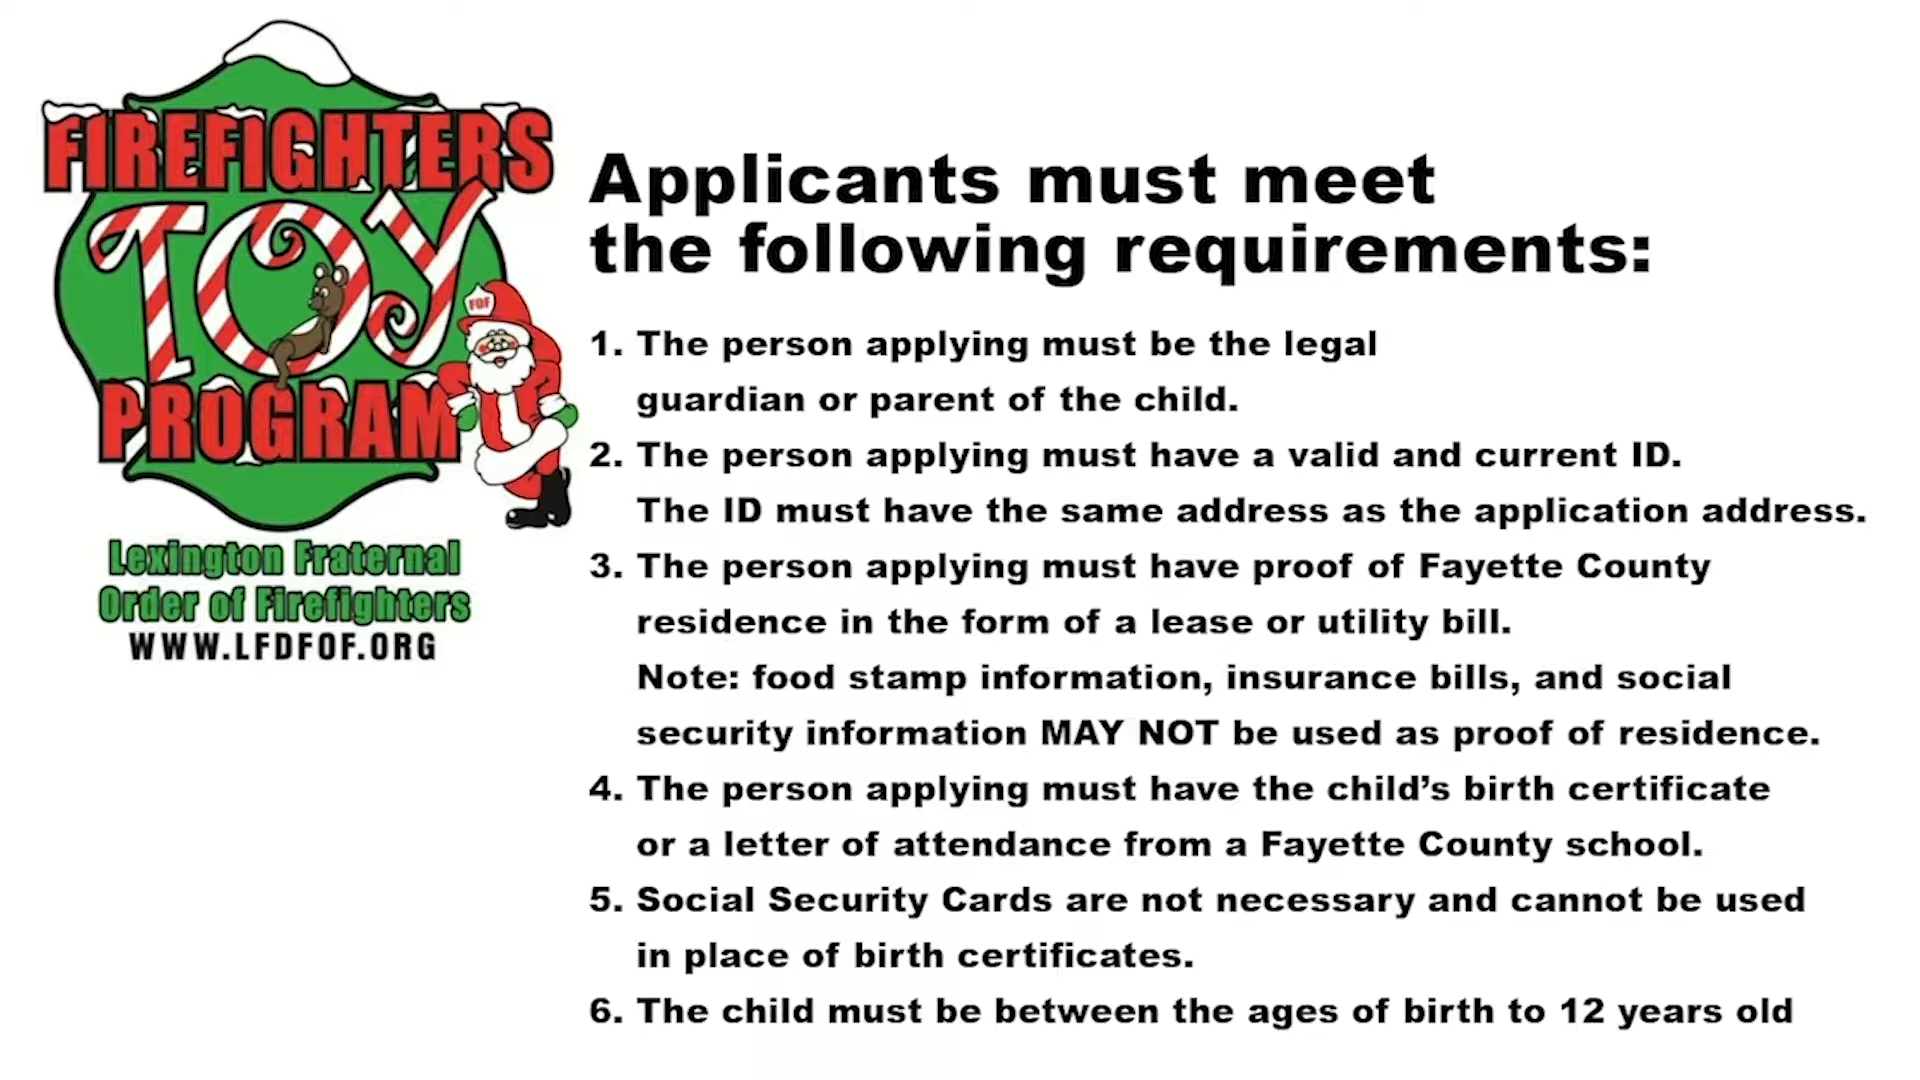 FIREFIGHTERS
TOY
FOF
PROGRAM
Lexington Fraternal
Order of Firefighters
WWW.LFDFOF.ORG
Applicants must meet
the following requirements:
1. The person applying must be the legal
guardian or parent of the child.
2. The person applying must have a valid and current ID.
The ID must have the same address as the application address.
3. The person applying must have proof of Fayette County
residence in the form of a lease or utility bill.
Note: food stamp information, insurance bills, and social
security information MAY NOT be used as proof of residence.
4. The person applying must have the child’s birth certificate
or a letter of attendance from a Fayette County school.
5. Social Security Cards are not necessary and cannot be used
in place of birth certificates.
6. The child must be between the ages of birth to 12 years old